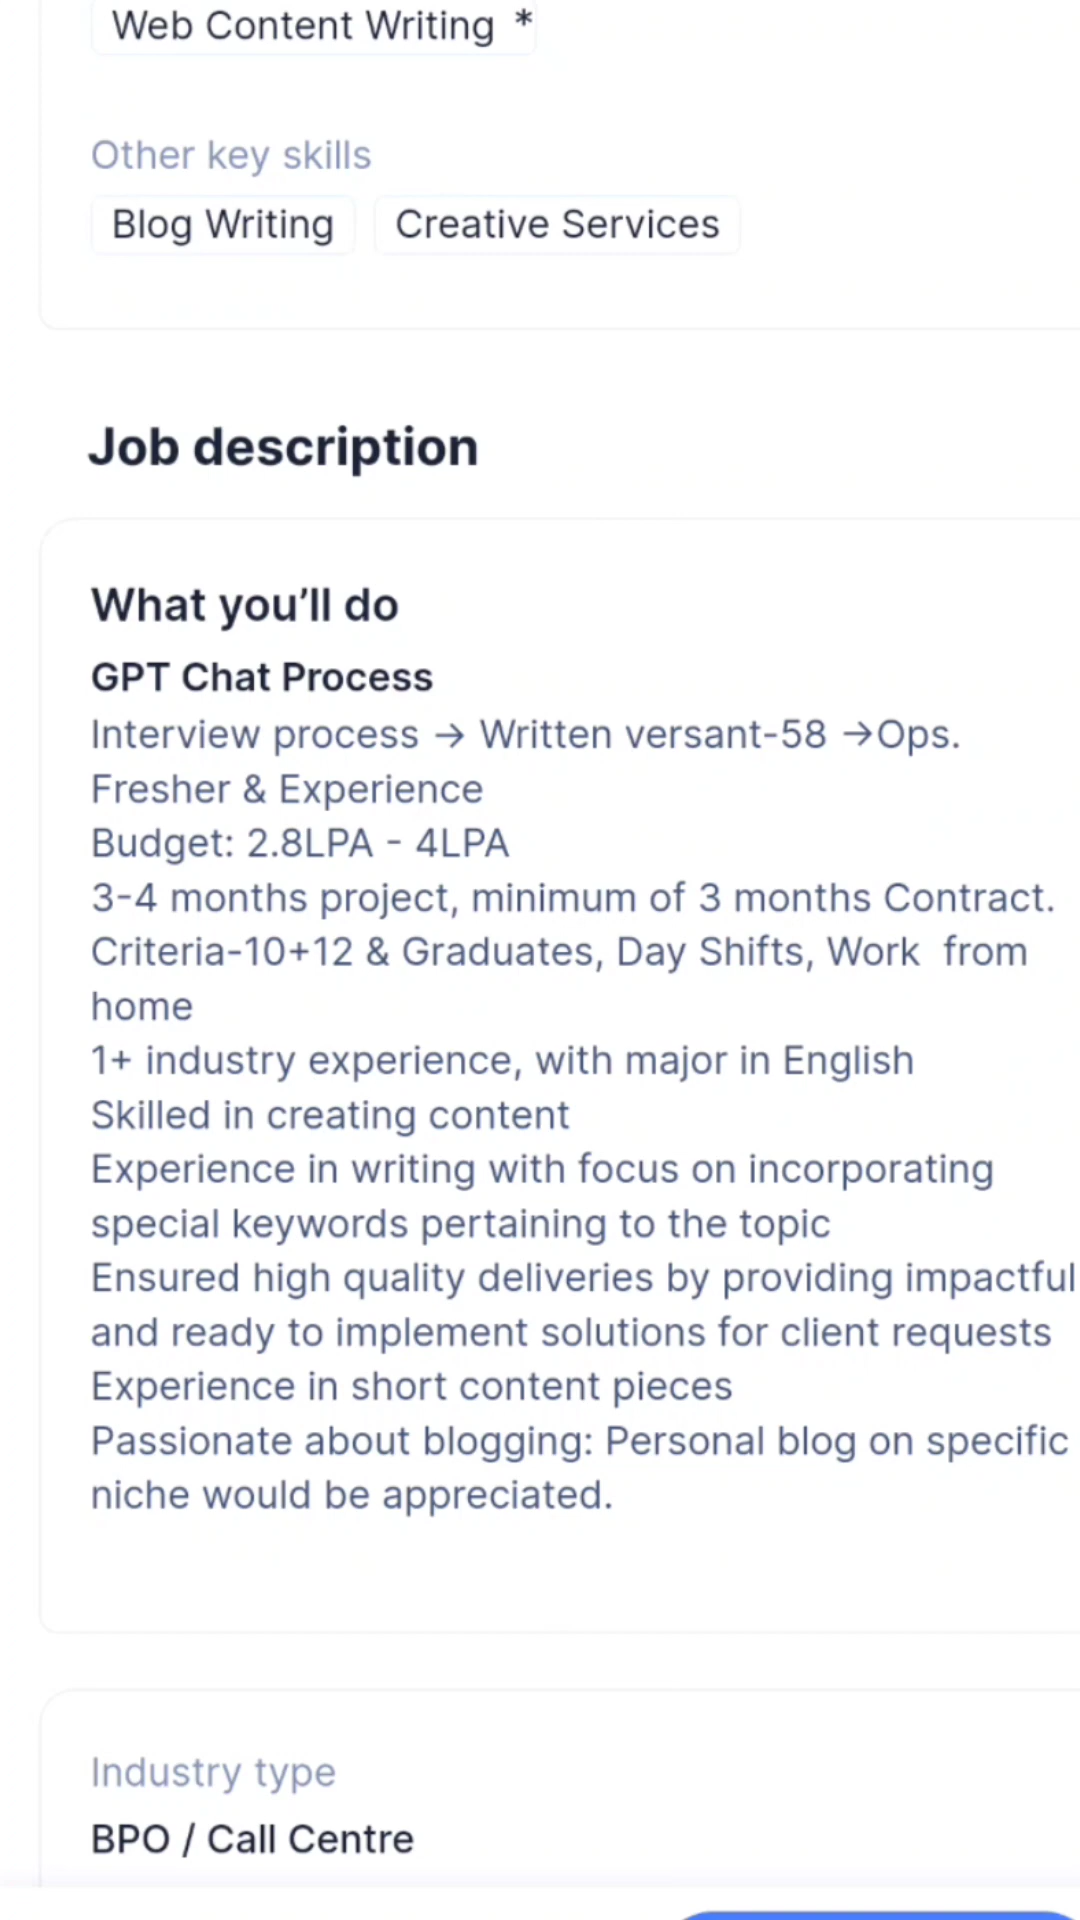 Web Content Writing *
Other key skills
Blog Writing
Creative Services
Job description
What you’ll do
GPT Chat Process
Interview process → Written versant-58 →Ops.
Fresher & Experience
Budget: 2.8LPA - 4LPA
3-4 months project, minimum of 3 months Contract.
Criteria-10+12 & Graduates, Day Shifts, Work  from
home
1+ industry experience, with major in English
Skilled in creating content
Experience in writing with focus on incorporating
special keywords pertaining to the topic
Ensured high quality deliveries by providing impactful
and ready to implement solutions for client requests
Experience in short content pieces
Passionate about blogging: Personal blog on specific
niche would be appreciated.
Industry type
BPO / Call Centre